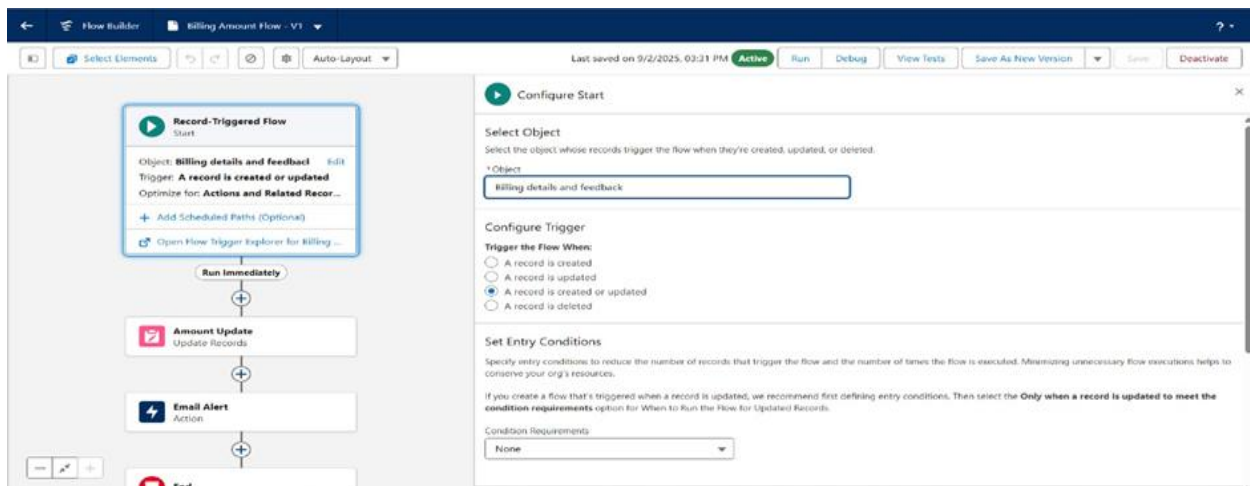 Flow Builder
Billing Amount Flow - V1
?
Select Elements
Auto-Layout
Last saved on 9/2/2025, 03:31 PM
Active
Run
Debug
View Tests
Save As New Version
Save
Deactivate
Record-Triggered Flow
Start
Object: Billing details and feedbacl Edit
Trigger: A record is created or updated
Optimize for: Actions and Related Recor...
+ Add Scheduled Paths (Optional)
Open Flow Trigger Explorer for Billing ...
Run Immediately
Amount Update
Update Records
Email Alert
Action
End
Configure Start
Select Object
Select the object whose records trigger the flow when they're created, updated, or deleted.
* Object
Billing details and feedback
Configure Trigger
Trigger the Flow When:
A record is created
A record is updated
A record is created or updated
A record is deleted
Set Entry Conditions
Specify entry conditions to reduce the number of records that trigger the flow and the number of times the flow is executed. Minimizing unnecessary flow executions helps to
conserve your org's resources.
If you create a flow that's triggered when a record is updated, we recommend first defining entry conditions. Then select the Only when a record is updated to meet the
condition requirements option for When to Run the Flow for Updated Records.
Condition Requirements
None